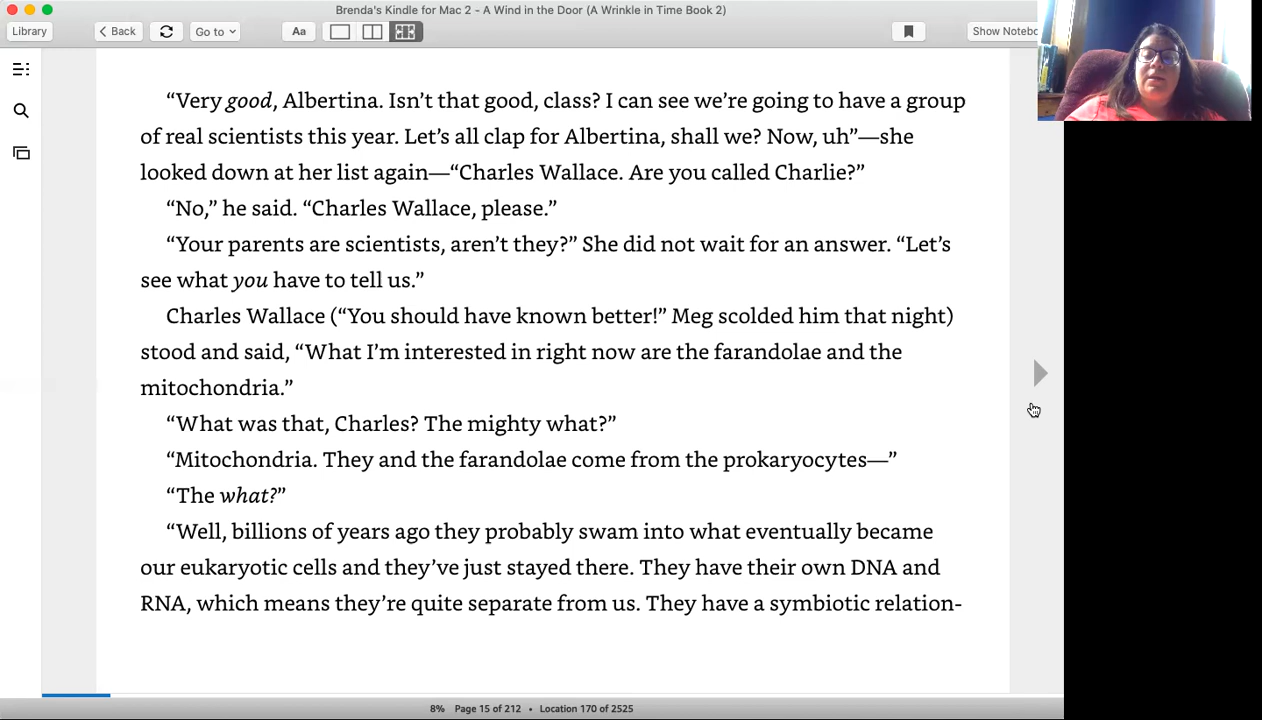 Brenda's Kindle for Mac 2 - A Wind in the Door (A Wrinkle in Time Book 2)
Library
Back
Go to
Aa
Show Notebo
“Very good, Albertina. Isn’t that good, class? I can see we’re going to have a group
of real scientists this year. Let’s all clap for Albertina, shall we? Now, uh”—she
looked down at her list again—“Charles Wallace. Are you called Charlie?”
“No,” he said. “Charles Wallace, please.”
“Your parents are scientists, aren’t they?” She did not wait for an answer. “Let’s
see what you have to tell us.”
Charles Wallace (“You should have known better!” Meg scolded him that night)
stood and said, “What I’m interested in right now are the farandolae and the
mitochondria.”
“What was that, Charles? The mighty what?”
“Mitochondria. They and the farandolae come from the prokaryocytes—”
“The what?”
“Well, billions of years ago they probably swam into what eventually became
our eukaryotic cells and they’ve just stayed there. They have their own DNA and
RNA, which means they’re quite separate from us. They have a symbiotic relation-
8% Page 15 of 212 • Location 170 of 2525